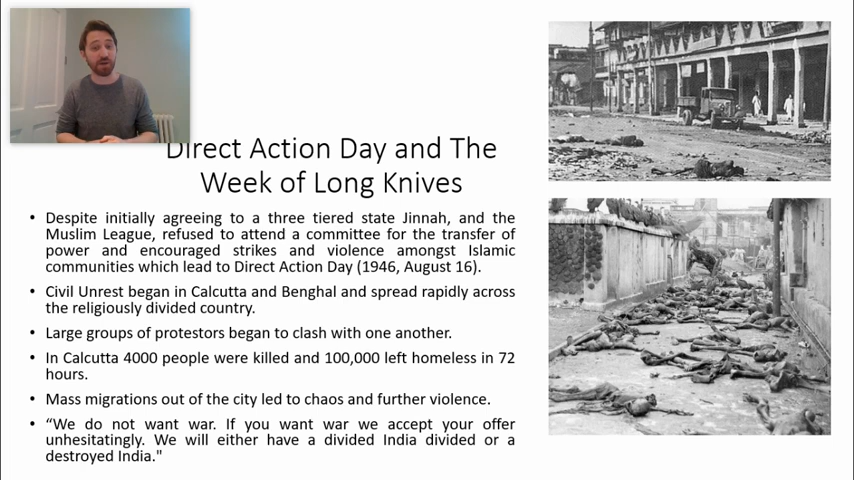 Direct Action Day and The
Week of Long Knives
• Despite initially agreeing to a three tiered state Jinnah, and the
Muslim League, refused to attend a committee for the transfer of
power and encouraged strikes and violence amongst Islamic
communities which lead to Direct Action Day (1946, August 16).
• Civil Unrest began in Calcutta and Benghal and spread rapidly across
the religiously divided country.
• Large groups of protestors began to clash with one another.
• In Calcutta 4000 people were killed and 100,000 left homeless in 72
hours.
• Mass migrations out of the city led to chaos and further violence.
• “We do not want war. If you want war we accept your offer
unhesitatingly. We will either have a divided India divided or a
destroyed India."